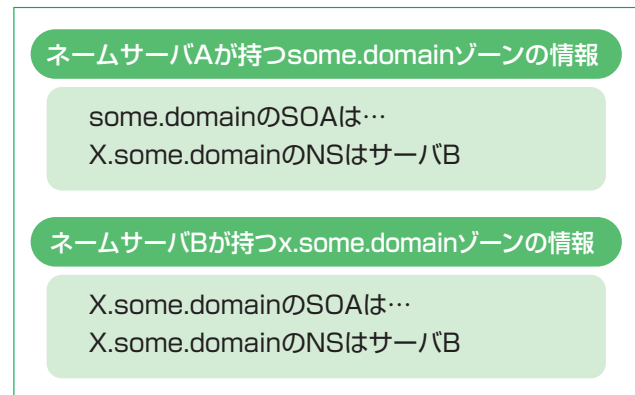 ネームサーバAが持つsome.domainゾーンの情報
some.domainのSOAは…
X.some.domainのNSはサーバB
ネームサーバBが持つx.some.domainゾーンの情報
X.some.domainのSOAは…
X.some.domainのNSはサーバB